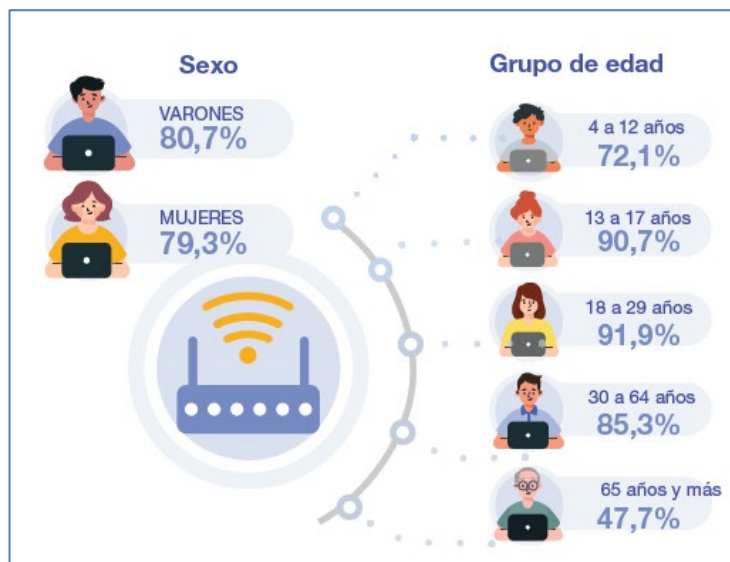 Sexo
VARONES
80,7%
MUJERES
79,3%
Grupo de edad
4 a 12 años
72,1%
13 a 17 años
90,7%
18 a 29 años
91,9%
30 a 64 años
85,3%
65 años y más
47,7%